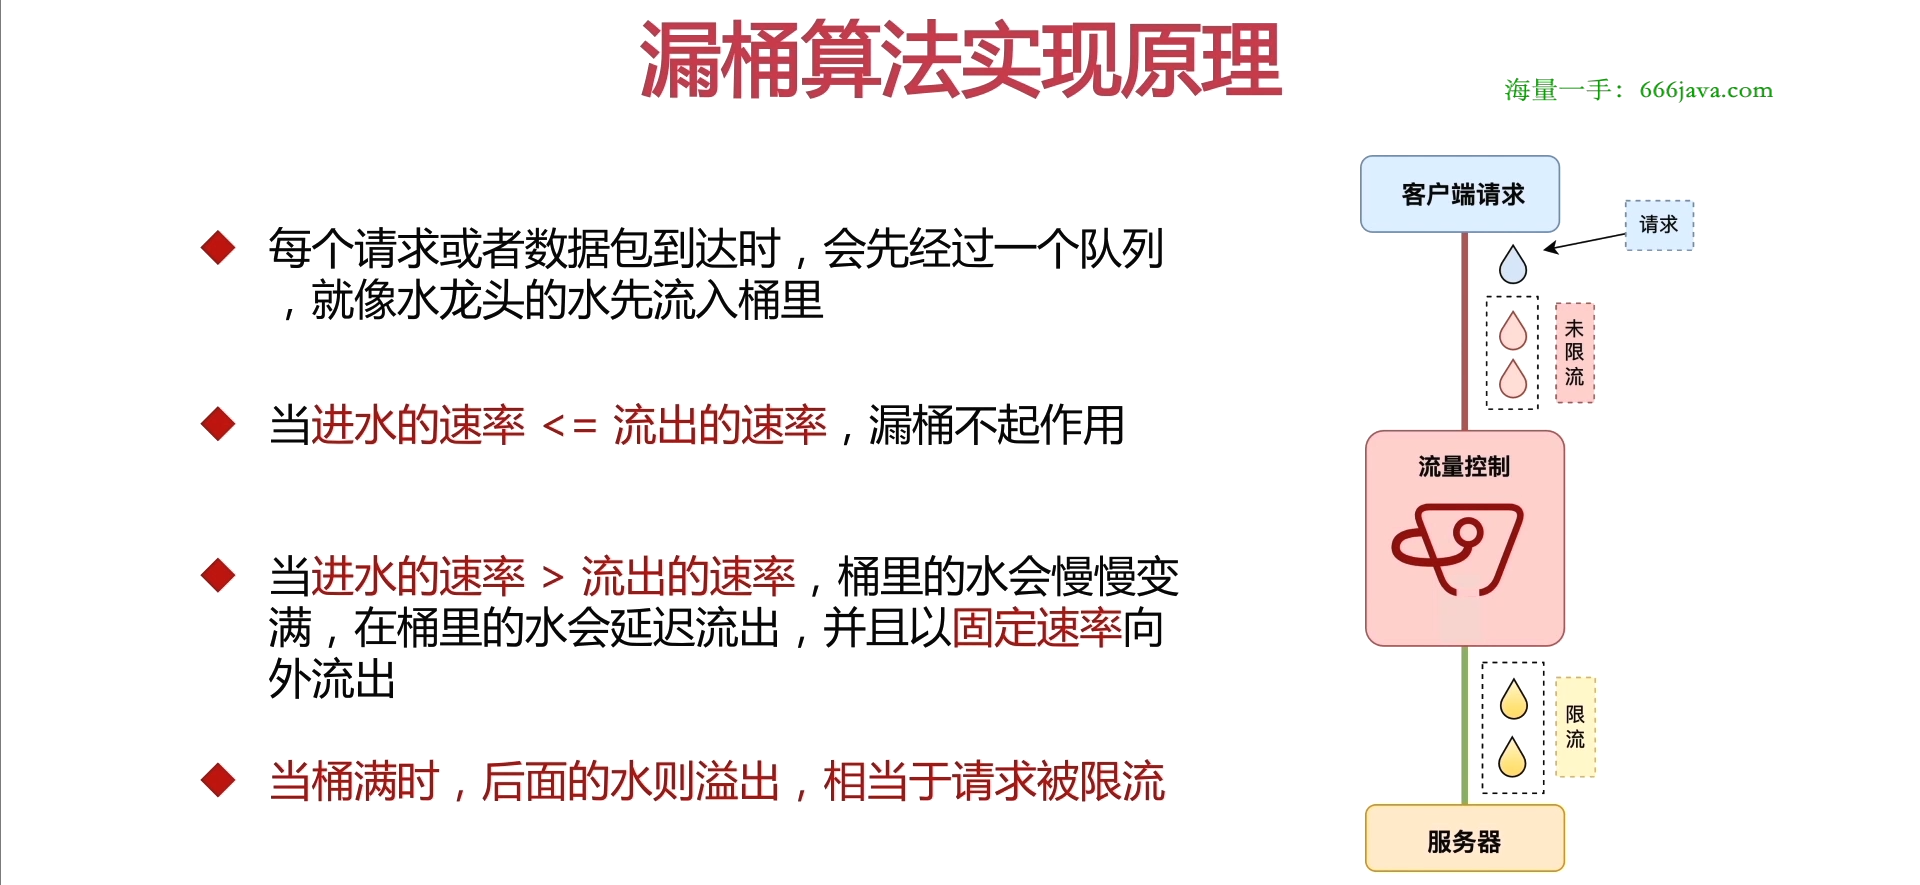 漏桶算法实现原理
海量一手：666java.com
每个请求或者数据包到达时，会先经过一个队列
，就像水龙头的水先流入桶里
当进水的速率 <= 流出的速率，漏桶不起作用
当进水的速率 > 流出的速率，桶里的水会慢慢变
满，在桶里的水会延迟流出，并且以固定速率向
外流出
当桶满时，后面的水则溢出，相当于请求被限流
客户端请求
请求
未
限
流
流量控制
限
流
服务器